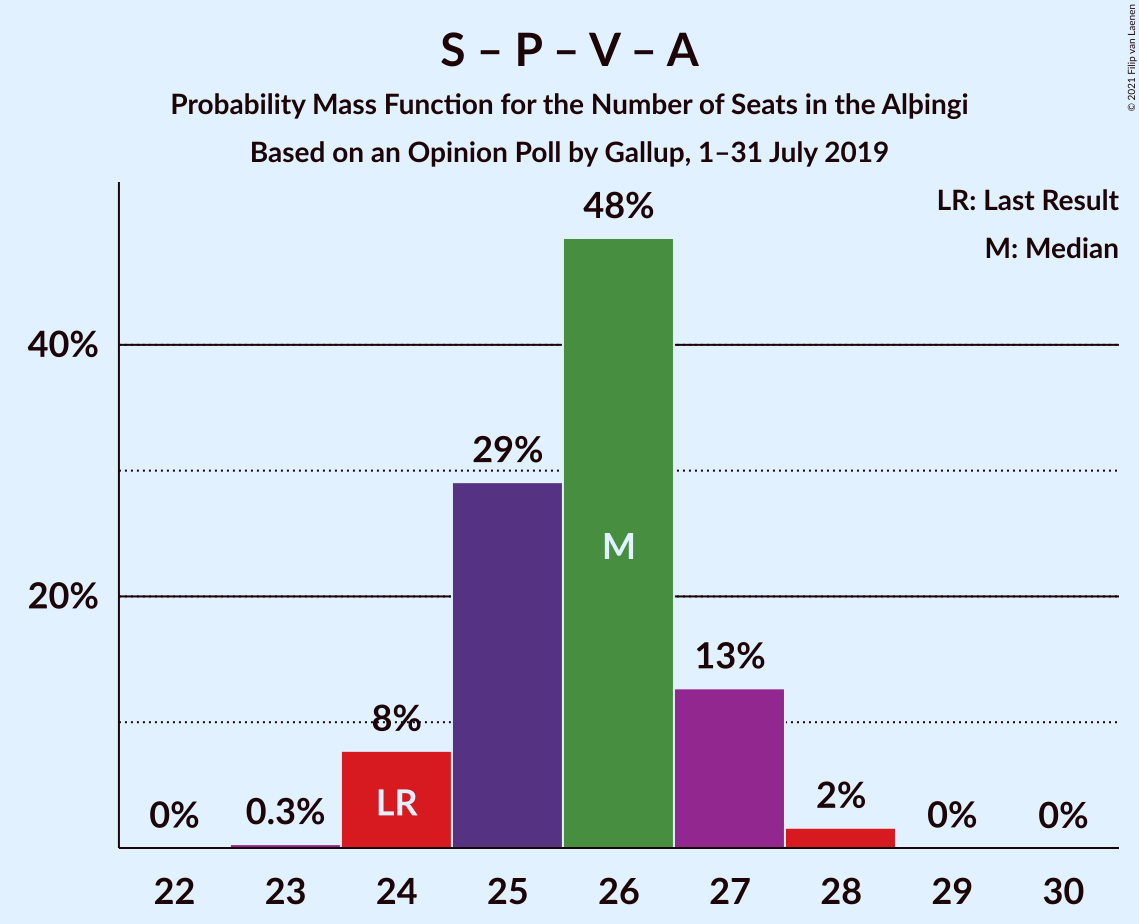 S – P – V – A
Probability Mass Function for the Number of Seats in the Alþingi
Based on an Opinion Poll by Gallup, 1–31 July 2019
© 2021 Filip van Laenen
LR: Last Result
M: Median
48%
40%
29%
M
20%
13%
8%
LR
2%
0%
0.3%
0%
0%
22 23 24 25 26 27 28 29 30